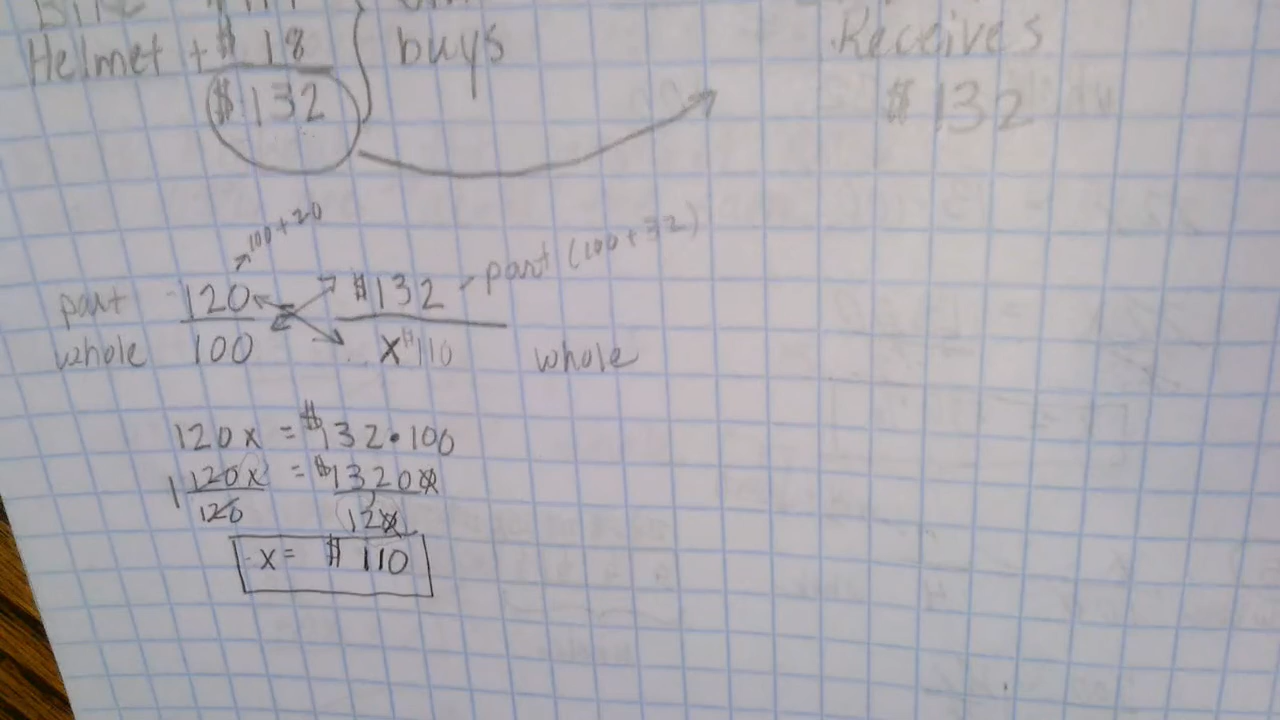 Helmet + $ 18 buys Receives
$ 132 $ 132
100 + 20
part 120 $132 - part (100 + 32)
whole 100 x $110 whole
120x = $132 • 100
1 120x = $13200
120 120
x = $ 110